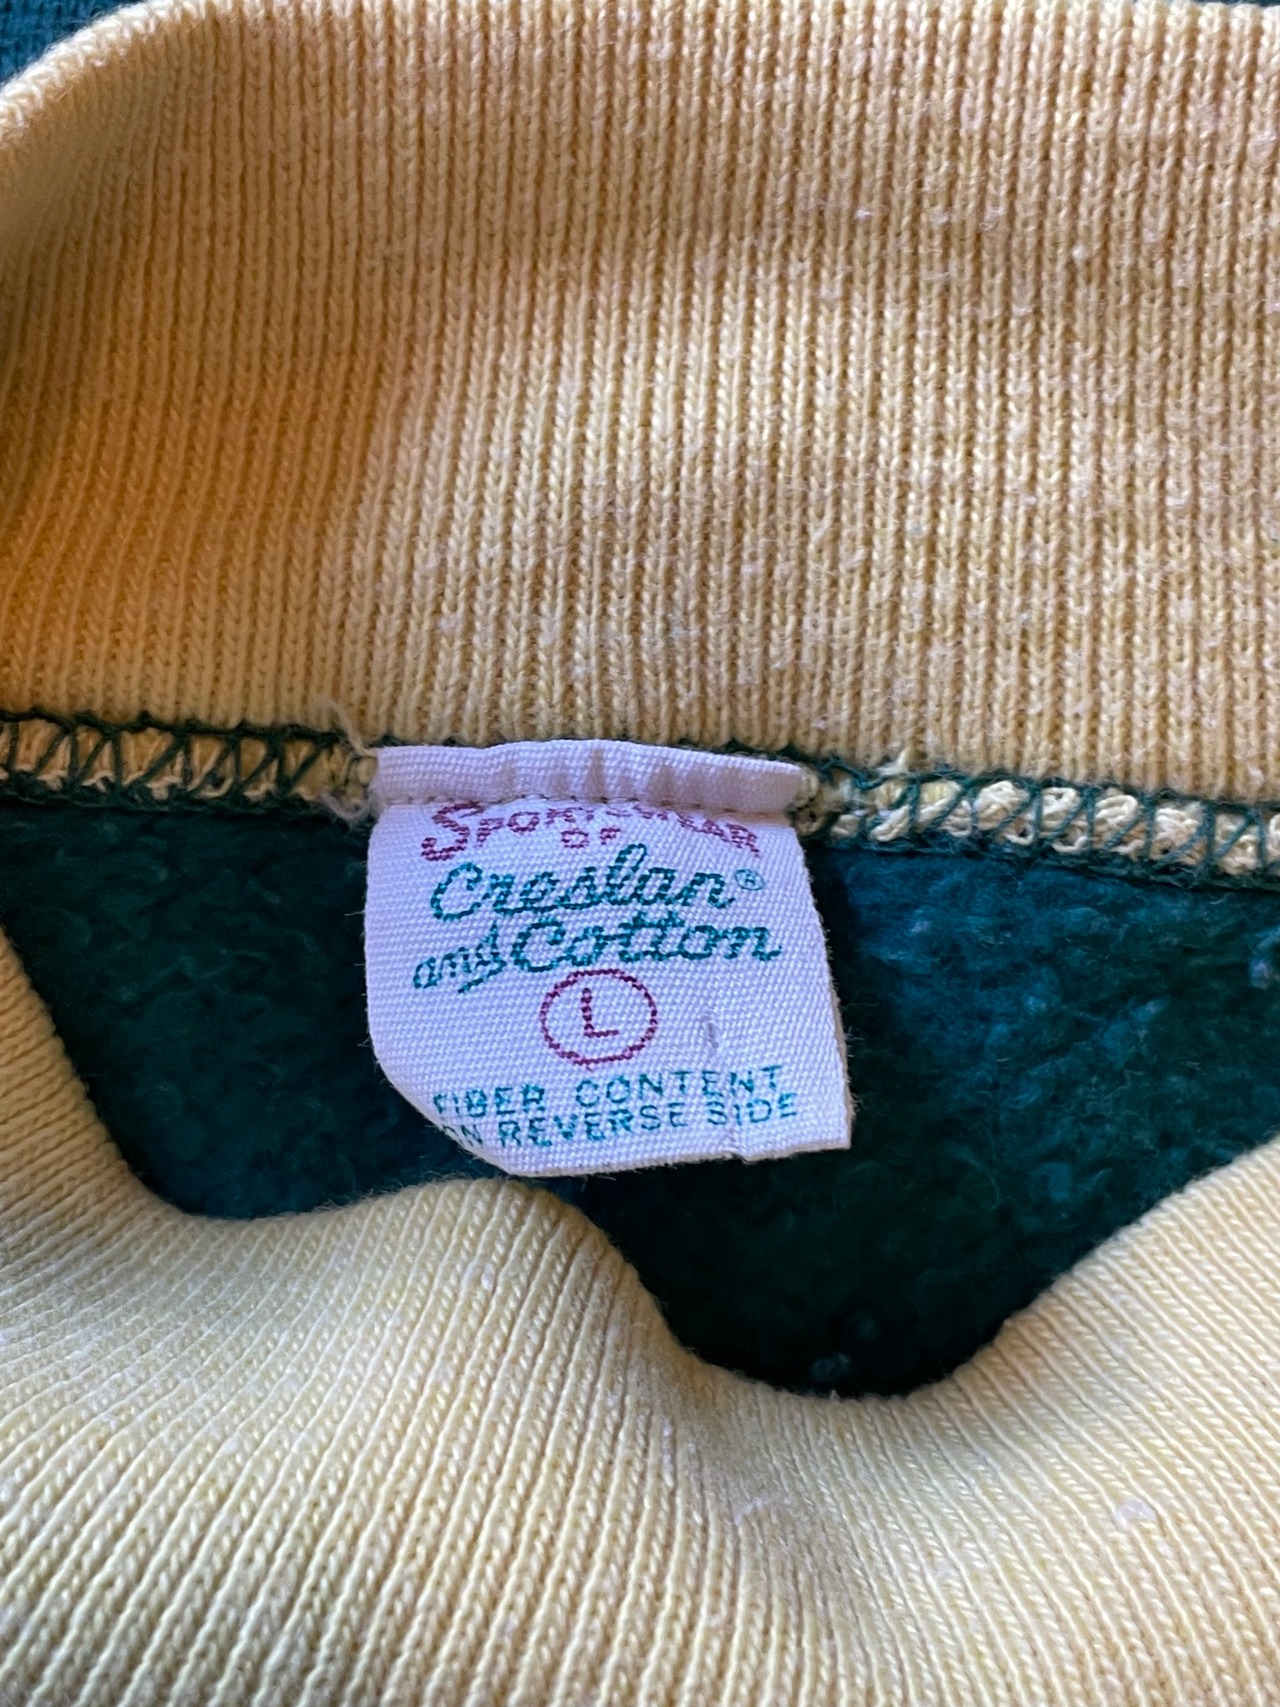 SPORTSWEAR
OF
Creslan®
and Cotton
L
FIBER CONTENT
ON REVERSE SIDE